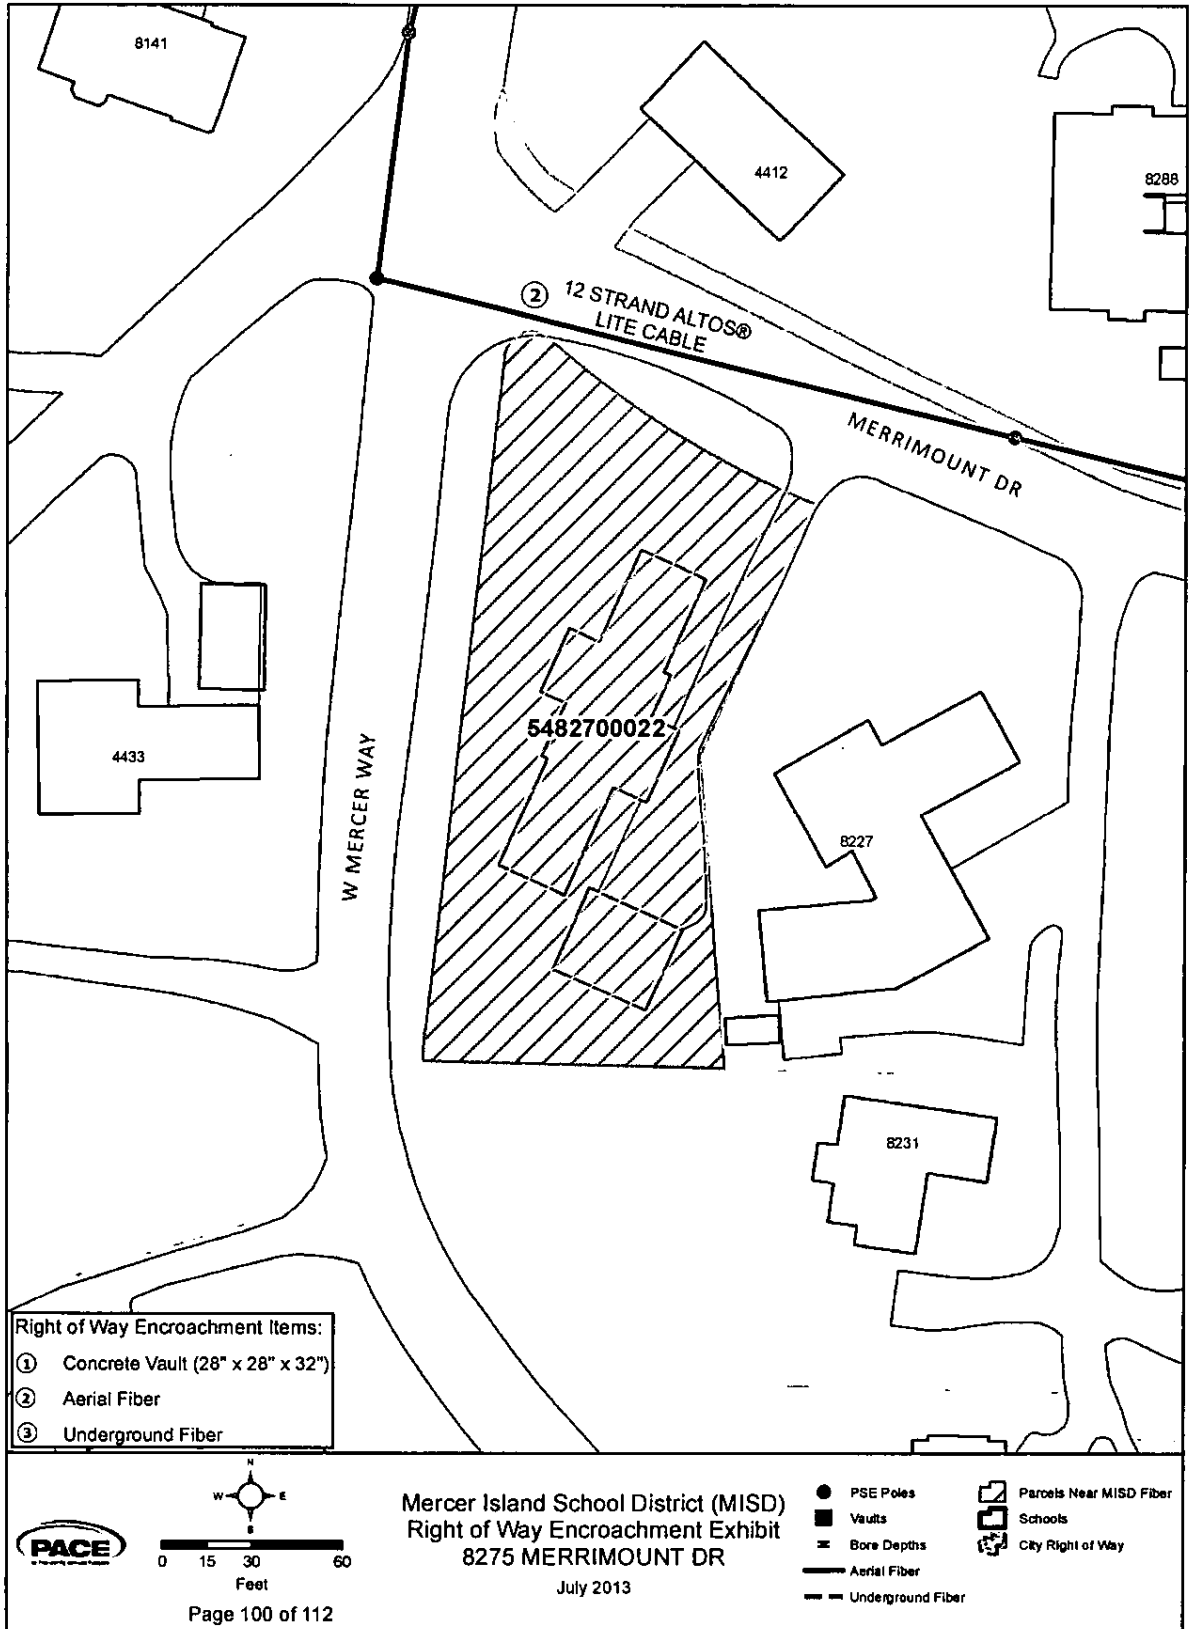 8141
4412
8288
② 12 STRAND ALTOS®
LITE CABLE
MERRIMOUNT DR
5482700022
4433
W MERCER WAY
8227
8231
Right of Way Encroachment Items:
① Concrete Vault (28" x 28" x 32")
② Aerial Fiber
③ Underground Fiber
N
W E
S
PACE
0 15 30 60
Feet
Page 100 of 112
Mercer Island School District (MISD)
Right of Way Encroachment Exhibit
8275 MERRIMOUNT DR
July 2013
PSE Poles
Vaults
Bore Depths
Aerial Fiber
Underground Fiber
Parcels Near MISD Fiber
Schools
City Right of Way